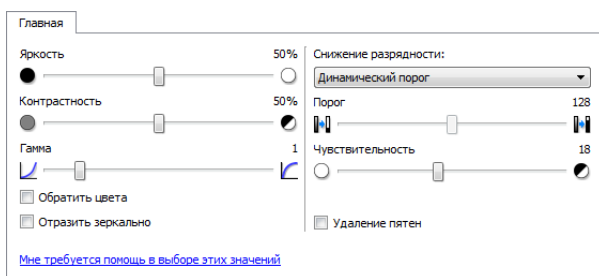 Главная
Яркость 50%
Контрастность 50%
Гамма 1
Обратить цвета
Отразить зеркально
Мне требуется помощь в выборе этих значений
Снижение разрядности:
Динамический порог
Порог 128
Чувствительность 18
Удаление пятен